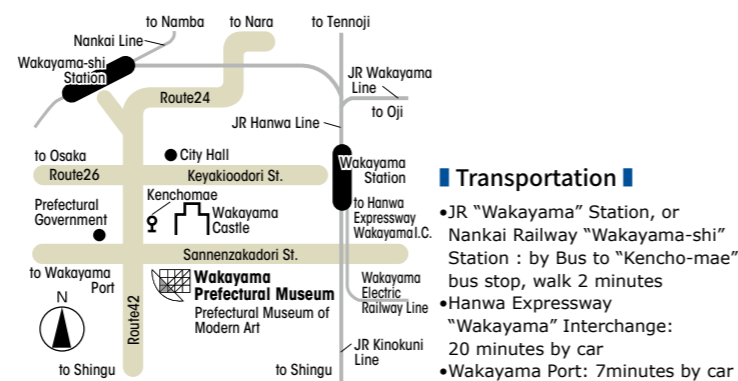 to Namba
to Nara
to Tennoji
Nankai Line
Wakayama-shi
Station
JR Wakayama
Line
Route24
to Oji
JR Hanwa Line
to Osaka
City Hall
Wakayama
Station
Route26
Keyakioodori St.
Kenchomae
Prefectural
Government
Wakayama
Castle
to Hanwa
Expressway
WakayamaI.C.
Sannenzakadori St.
to Wakayama
Port
N
Route42
Wakayama
Prefectural Museum
Prefectural Museum of
Modern Art
Wakayama
Electric
Railway Line
JR Kinokuni
Line
to Shingu
to Shingu
Transportation
•JR “Wakayama” Station, or
Nankai Railway “Wakayama-shi”
Station : by Bus to “Kencho-mae”
bus stop, walk 2 minutes
•Hanwa Expressway
“Wakayama” Interchange:
20 minutes by car
•Wakayama Port: 7minutes by car